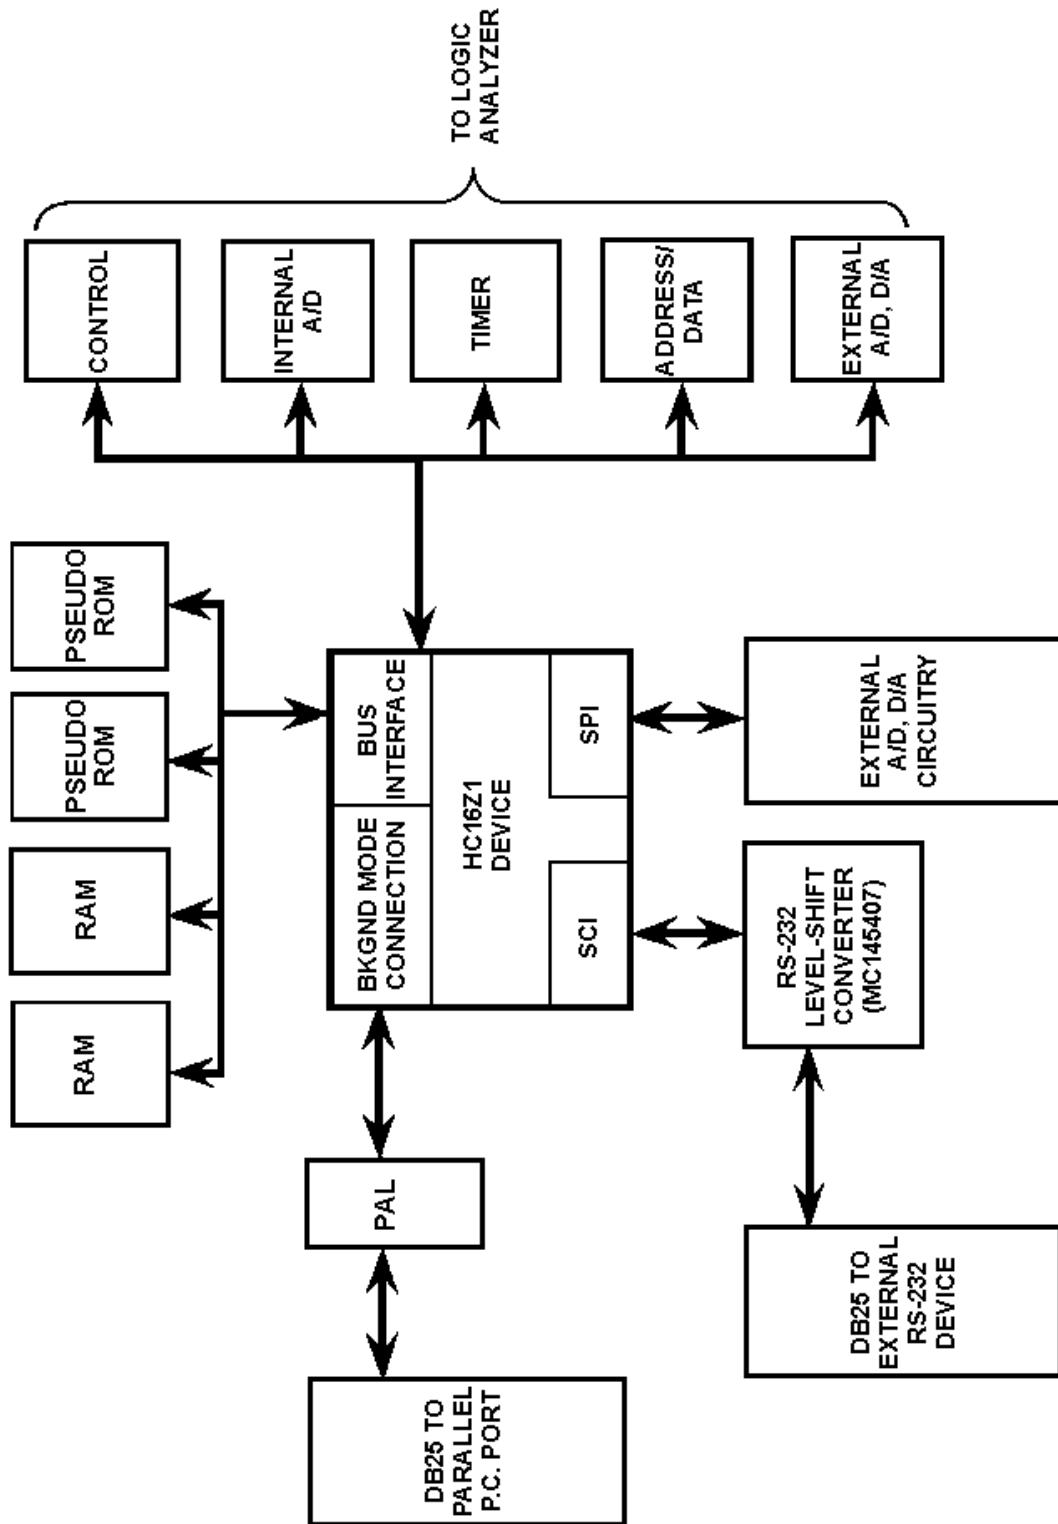 RAM
RAM
PSEUDO
ROM
PSEUDO
ROM
DB25 TO
PARALLEL
P.C. PORT
PAL
BKGND MODE
CONNECTION
BUS
INTERFACE
HC16Z1
DEVICE
SCI
SPI
CONTROL
INTERNAL
A/D
TIMER
ADDRESS/
DATA
EXTERNAL
A/D, D/A
TO LOGIC
ANALYZER
DB25 TO
EXTERNAL
RS-232
DEVICE
RS-232
LEVEL-SHIFT
CONVERTER
(MC145407)
EXTERNAL
A/D, D/A
CIRCUITRY